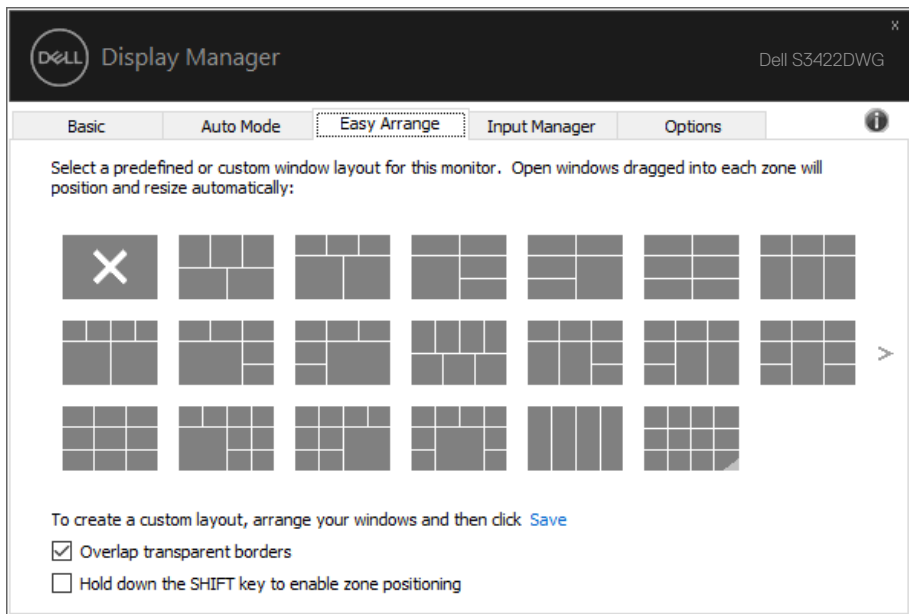 x
DELL Display Manager
Dell S3422DWG
Basic Auto Mode Easy Arrange Input Manager Options
Select a predefined or custom window layout for this monitor. Open windows dragged into each zone will
position and resize automatically:
>
To create a custom layout, arrange your windows and then click Save
Overlap transparent borders
Hold down the SHIFT key to enable zone positioning